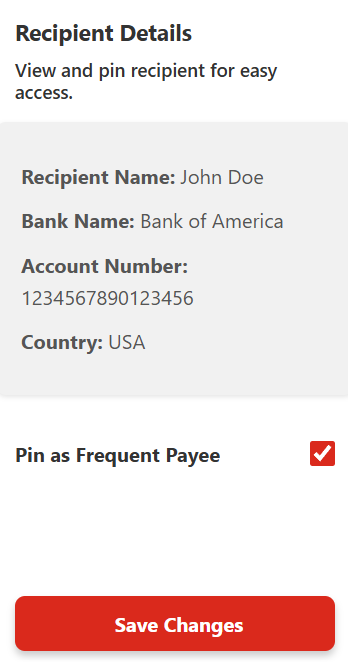 Recipient Details
View and pin recipient for easy
access.
Recipient Name: John Doe
Bank Name: Bank of America
Account Number:
1234567890123456
Country: USA
Pin as Frequent Payee
Save Changes